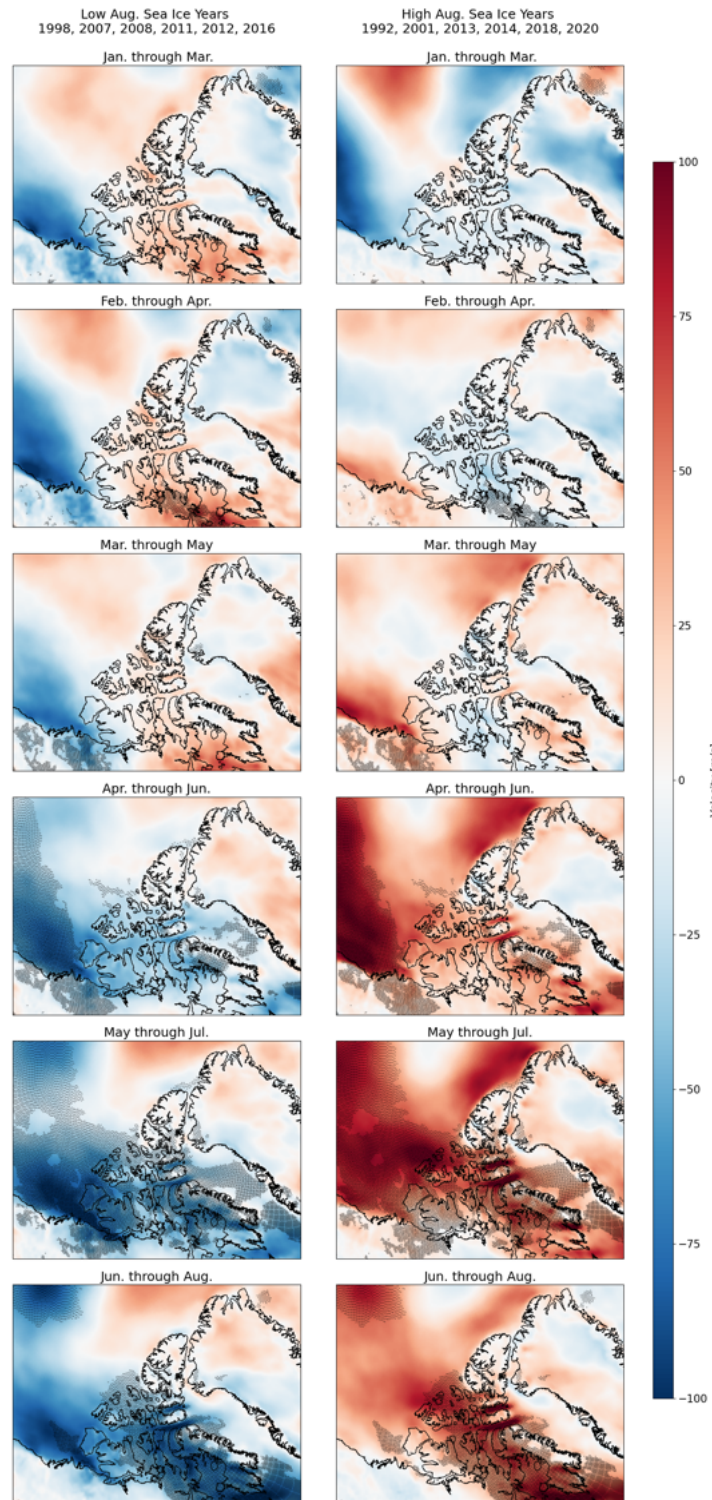 Low Aug. Sea Ice Years
1998, 2007, 2008, 2011, 2012, 2016
High Aug. Sea Ice Years
1992, 2001, 2013, 2014, 2018, 2020
Jan. through Mar.
Jan. through Mar.
Feb. through Apr.
Feb. through Apr.
Mar. through May
Mar. through May
Apr. through Jun.
Apr. through Jun.
May through Jul.
May through Jul.
Jun. through Aug.
Jun. through Aug.
100
75
50
25
0
−25
−50
−75
−100